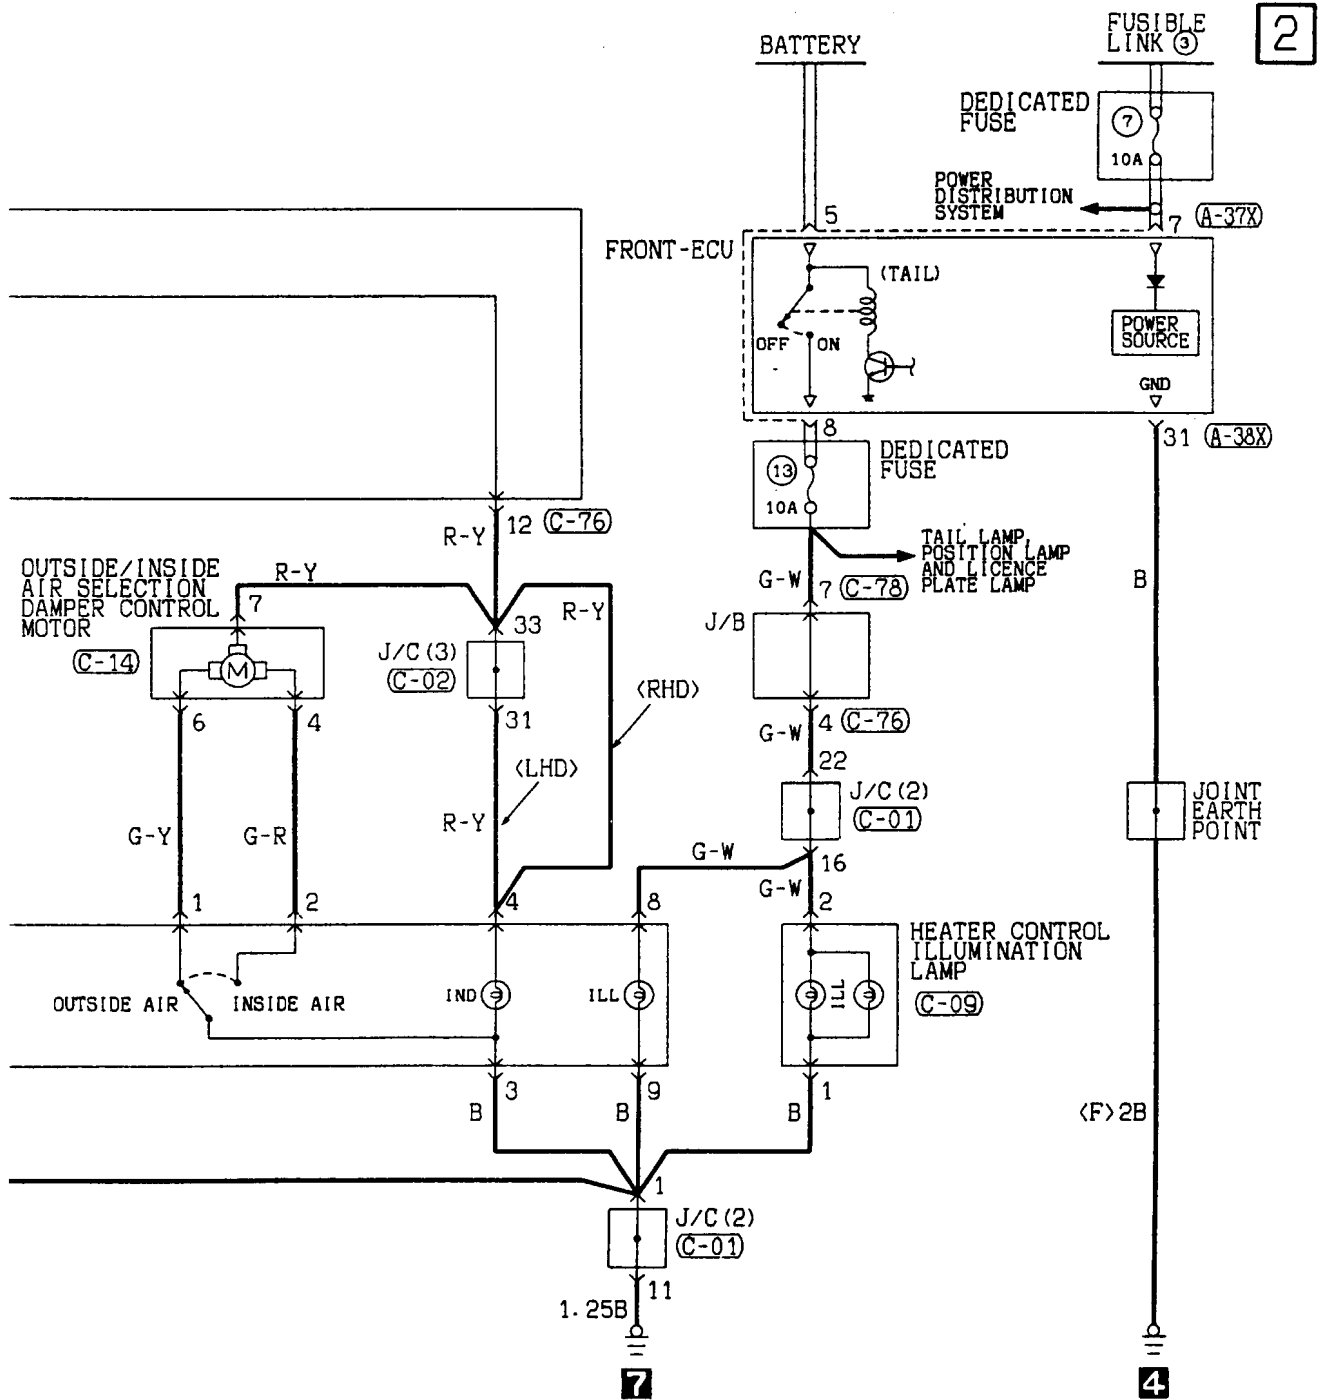 2
BATTERY
FUSIBLE
LINK ③
DEDICATED
FUSE
⑦
10A
POWER
DISTRIBUTION
SYSTEM
5
7
A-37X
FRONT-ECU
(TAIL)
OFF
ON
POWER
SOURCE
GND
8
31
A-38X
DEDICATED
FUSE
⑬
10A
12
C-76
R-Y
TAIL LAMP,
POSITION LAMP
AND LICENCE
PLATE LAMP
G-W
7
C-78
B
OUTSIDE/INSIDE
AIR SELECTION
DAMPER CONTROL
MOTOR
R-Y
7
R-Y
33
J/B
C-14
M
J/C(3)
C-02
<RHD>
6
4
31
4
C-76
G-W
22
<LHD>
J/C(2)
C-01
JOINT
EARTH
POINT
G-Y
G-R
R-Y
G-W
16
G-W
1
2
4
8
2
HEATER CONTROL
ILLUMINATION
LAMP
C-09
OUTSIDE AIR
INSIDE AIR
IND
ILL
ILL
3
9
1
B
B
B
<F>2B
1
J/C(2)
C-01
11
1.25B
7
4